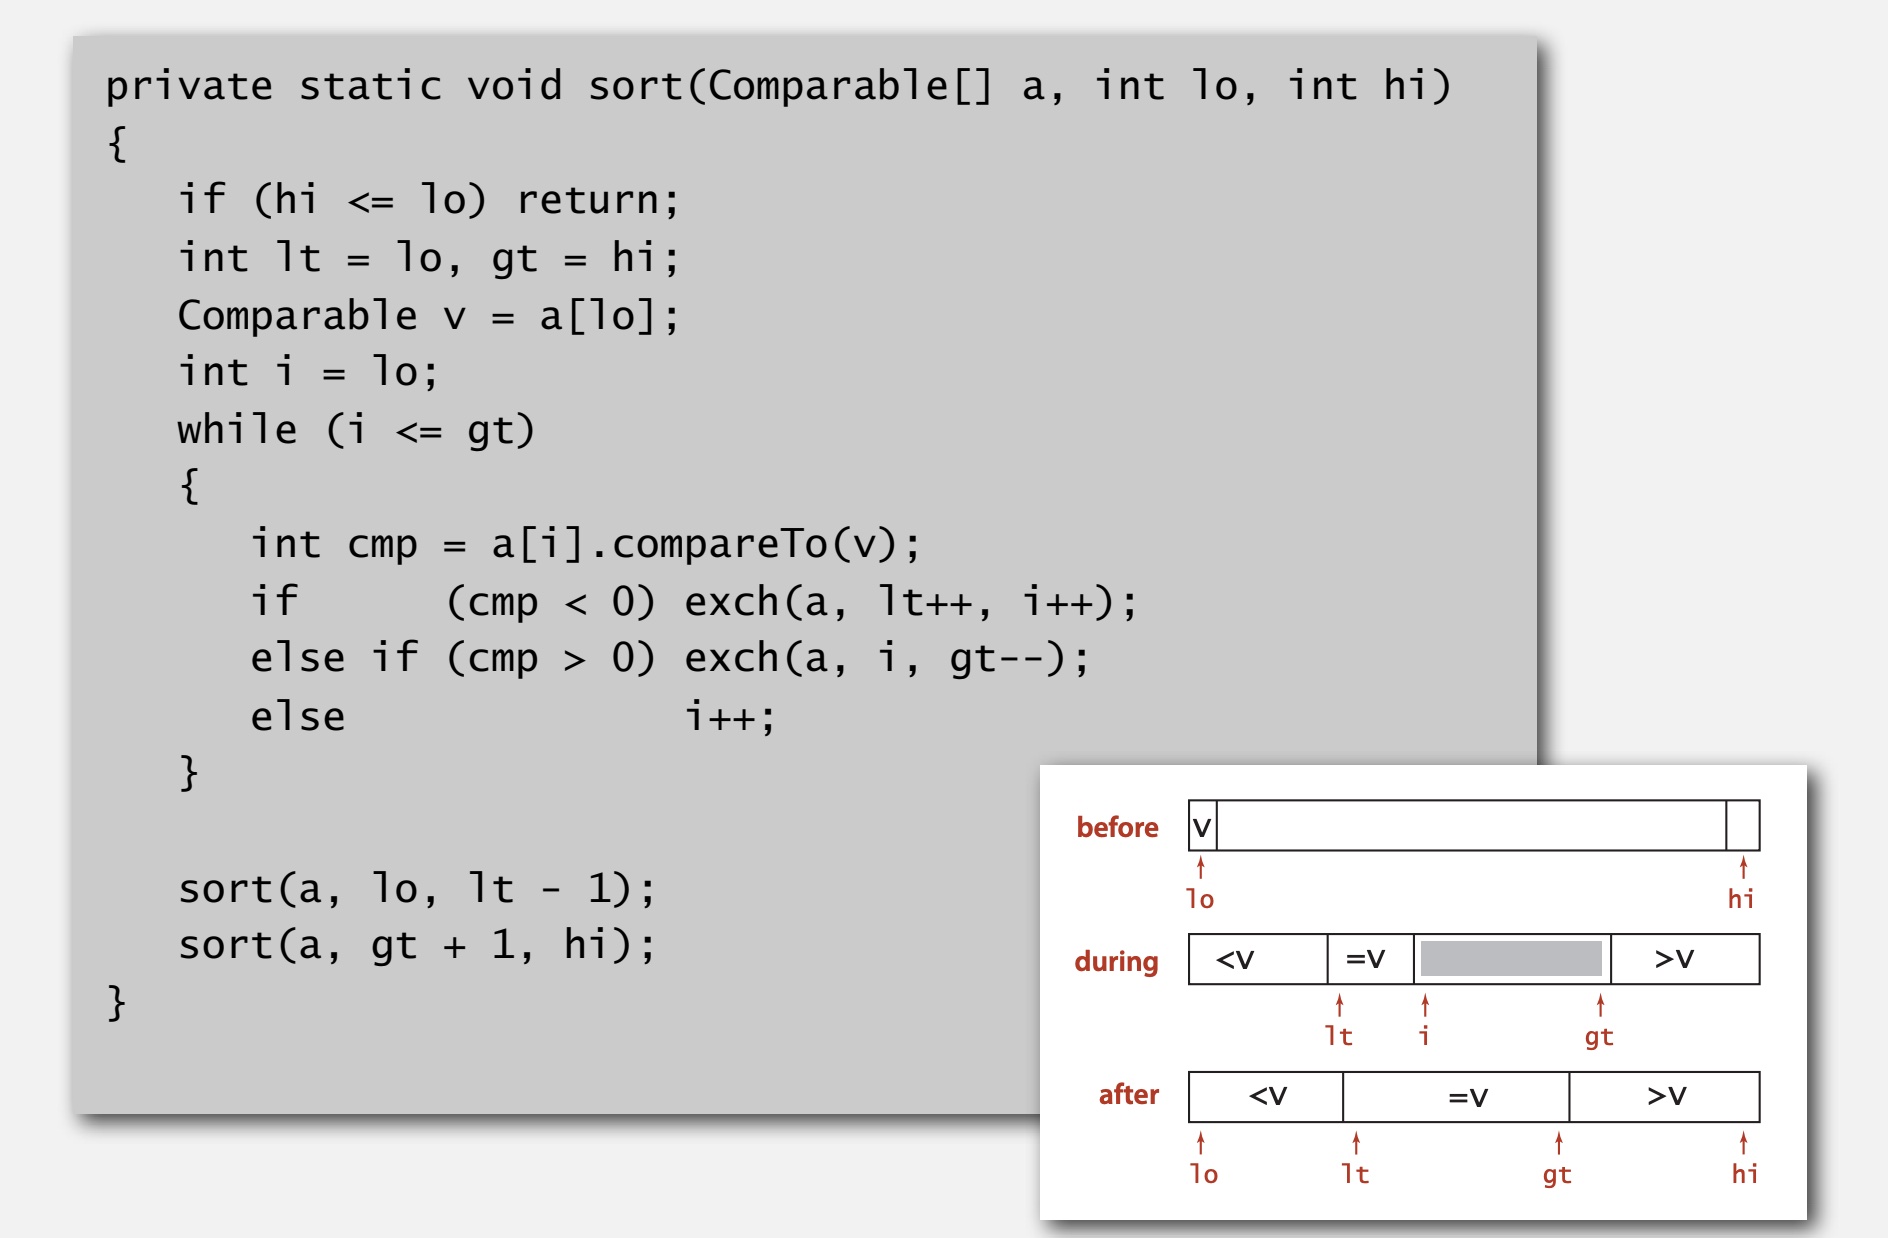 private static void sort(Comparable[] a, int lo, int hi)
{
   if (hi <= lo) return;
   int lt = lo, gt = hi;
   Comparable v = a[lo];
   int i = lo;
   while (i <= gt)
   {
      int cmp = a[i].compareTo(v);
      if      (cmp < 0) exch(a, lt++, i++);
      else if (cmp > 0) exch(a, i, gt--);
      else              i++;
   }

   sort(a, lo, lt - 1);
   sort(a, gt + 1, hi);
}
before v
lo hi
during <v =v >v
lt i gt
after <v =v >v
lo lt gt hi